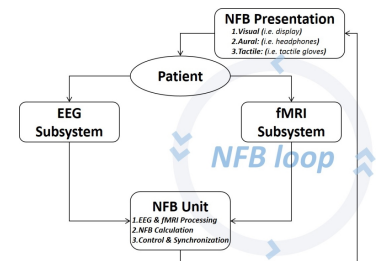 NFB Presentation
1.Visual (i.e. display)
2.Aural: (i.e. headphones)
3.Tactile: (i.e. tactile gloves)
Patient
EEG
Subsystem
fMRI
Subsystem
NFB loop
NFB Unit
1.EEG & fMRI Processing
2.NFB Calculation
3.Control & Synchronization